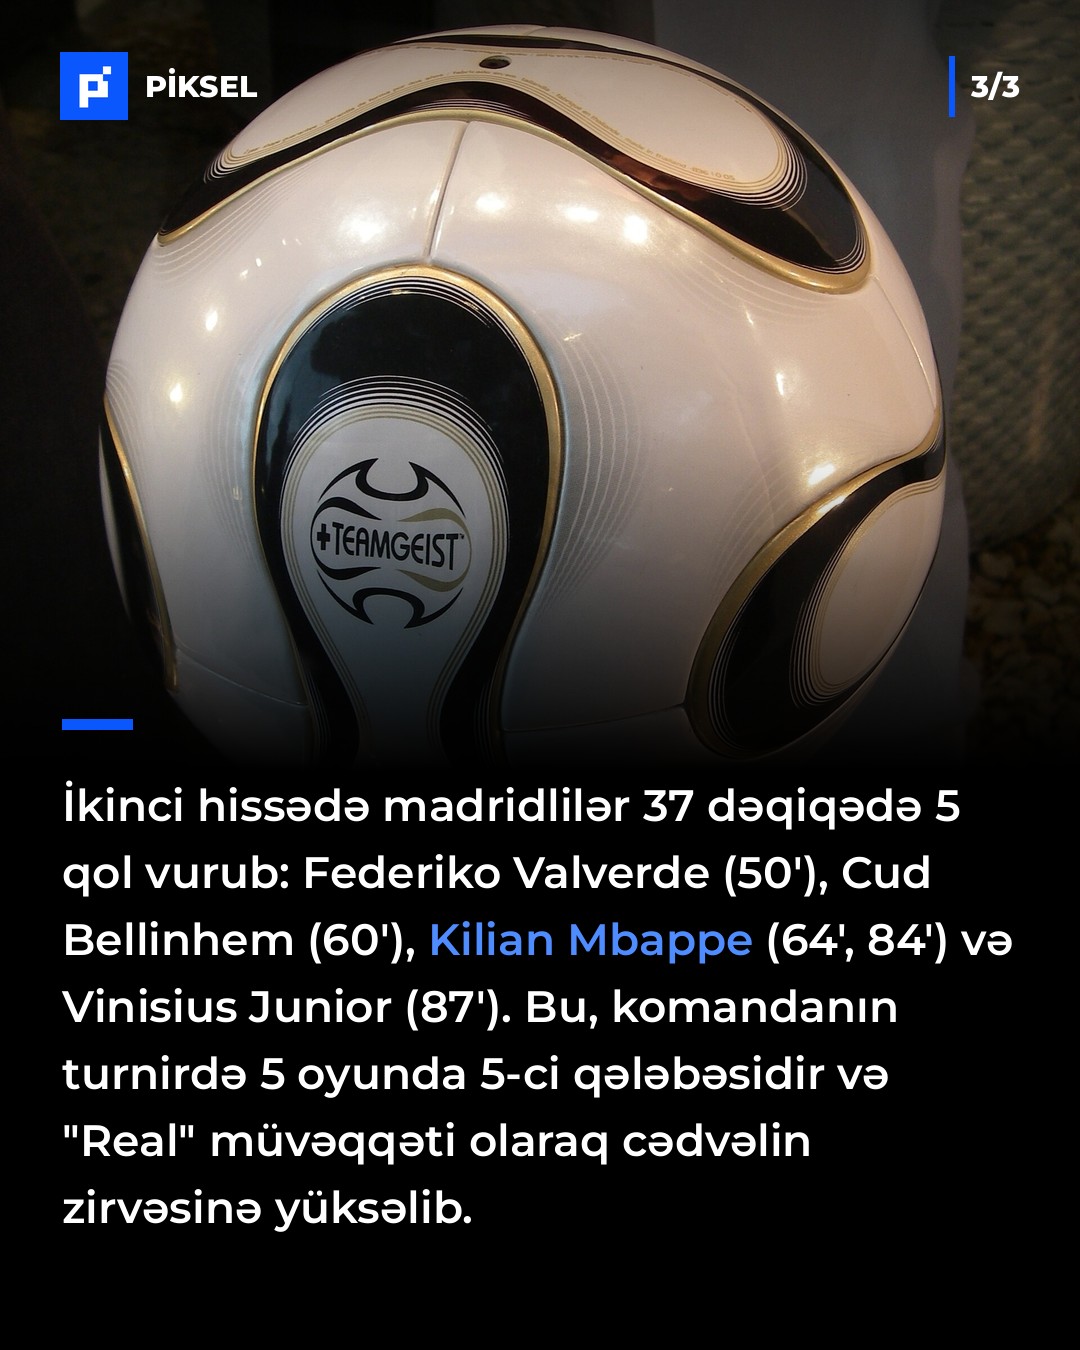 PİKSEL
3/3
+TEAMGEIST
İkinci hissədə madridlilər 37 dəqiqədə 5
qol vurub: Federiko Valverde (50'), Cud
Bellinhem (60'), Kilian Mbappe (64', 84') və
Vinisius Junior (87'). Bu, komandanın
turnirdə 5 oyunda 5-ci qələbəsidir və
"Real" müvəqqəti olaraq cədvəlin
zirvəsinə yüksəlib.